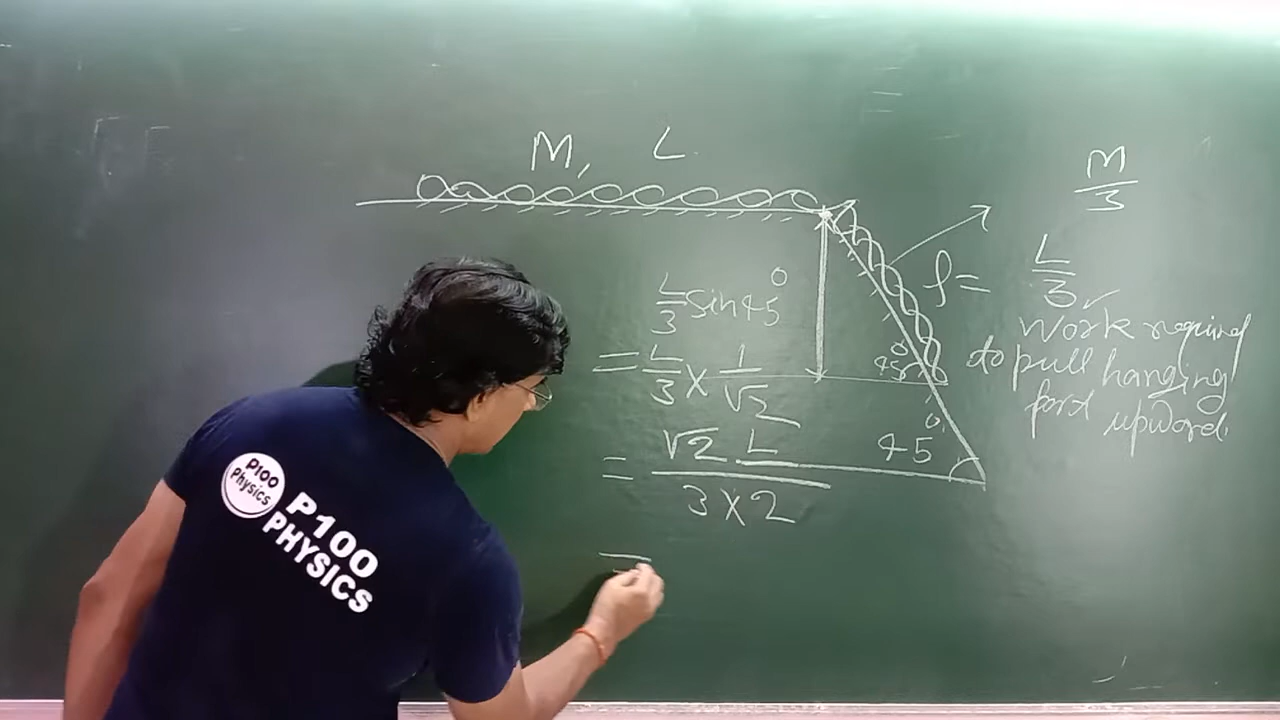 M, L
M
3
L/3 sin45°
l = L/3
= L/3 × 1/√2
45°
Work required
to pull hanging
part upward.
= √2 L
3 × 2
45°
=
P100
Physics
P100
PHYSICS